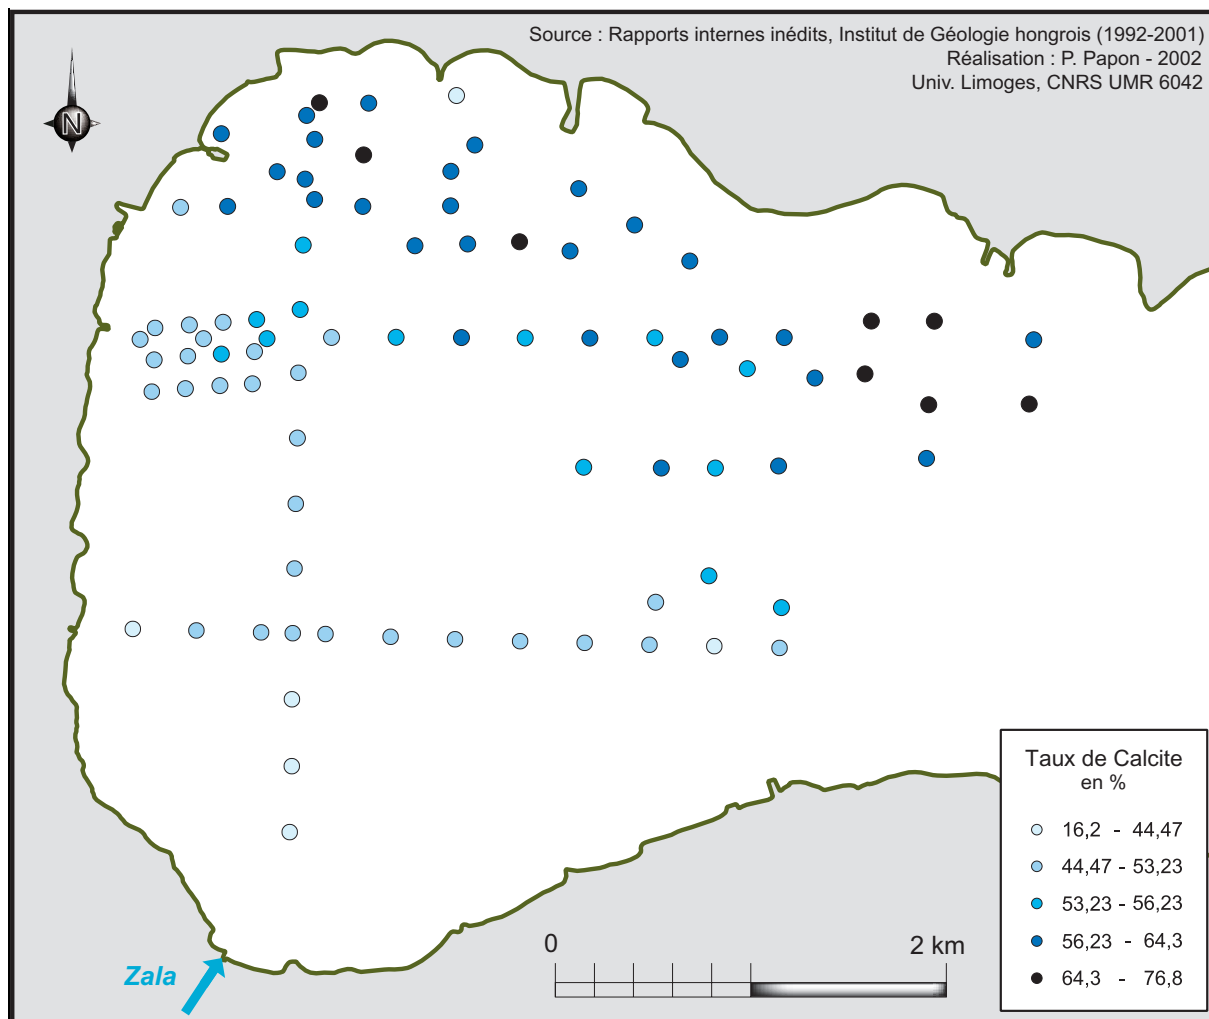 Source : Rapports internes inédits, Institut de Géologie hongrois (1992-2001)
Réalisation : P. Papon - 2002
Univ. Limoges, CNRS UMR 6042
N
Taux de Calcite
en %
16,2 - 44,47
44,47 - 53,23
53,23 - 56,23
56,23 - 64,3
64,3 - 76,8
0 2 km
Zala